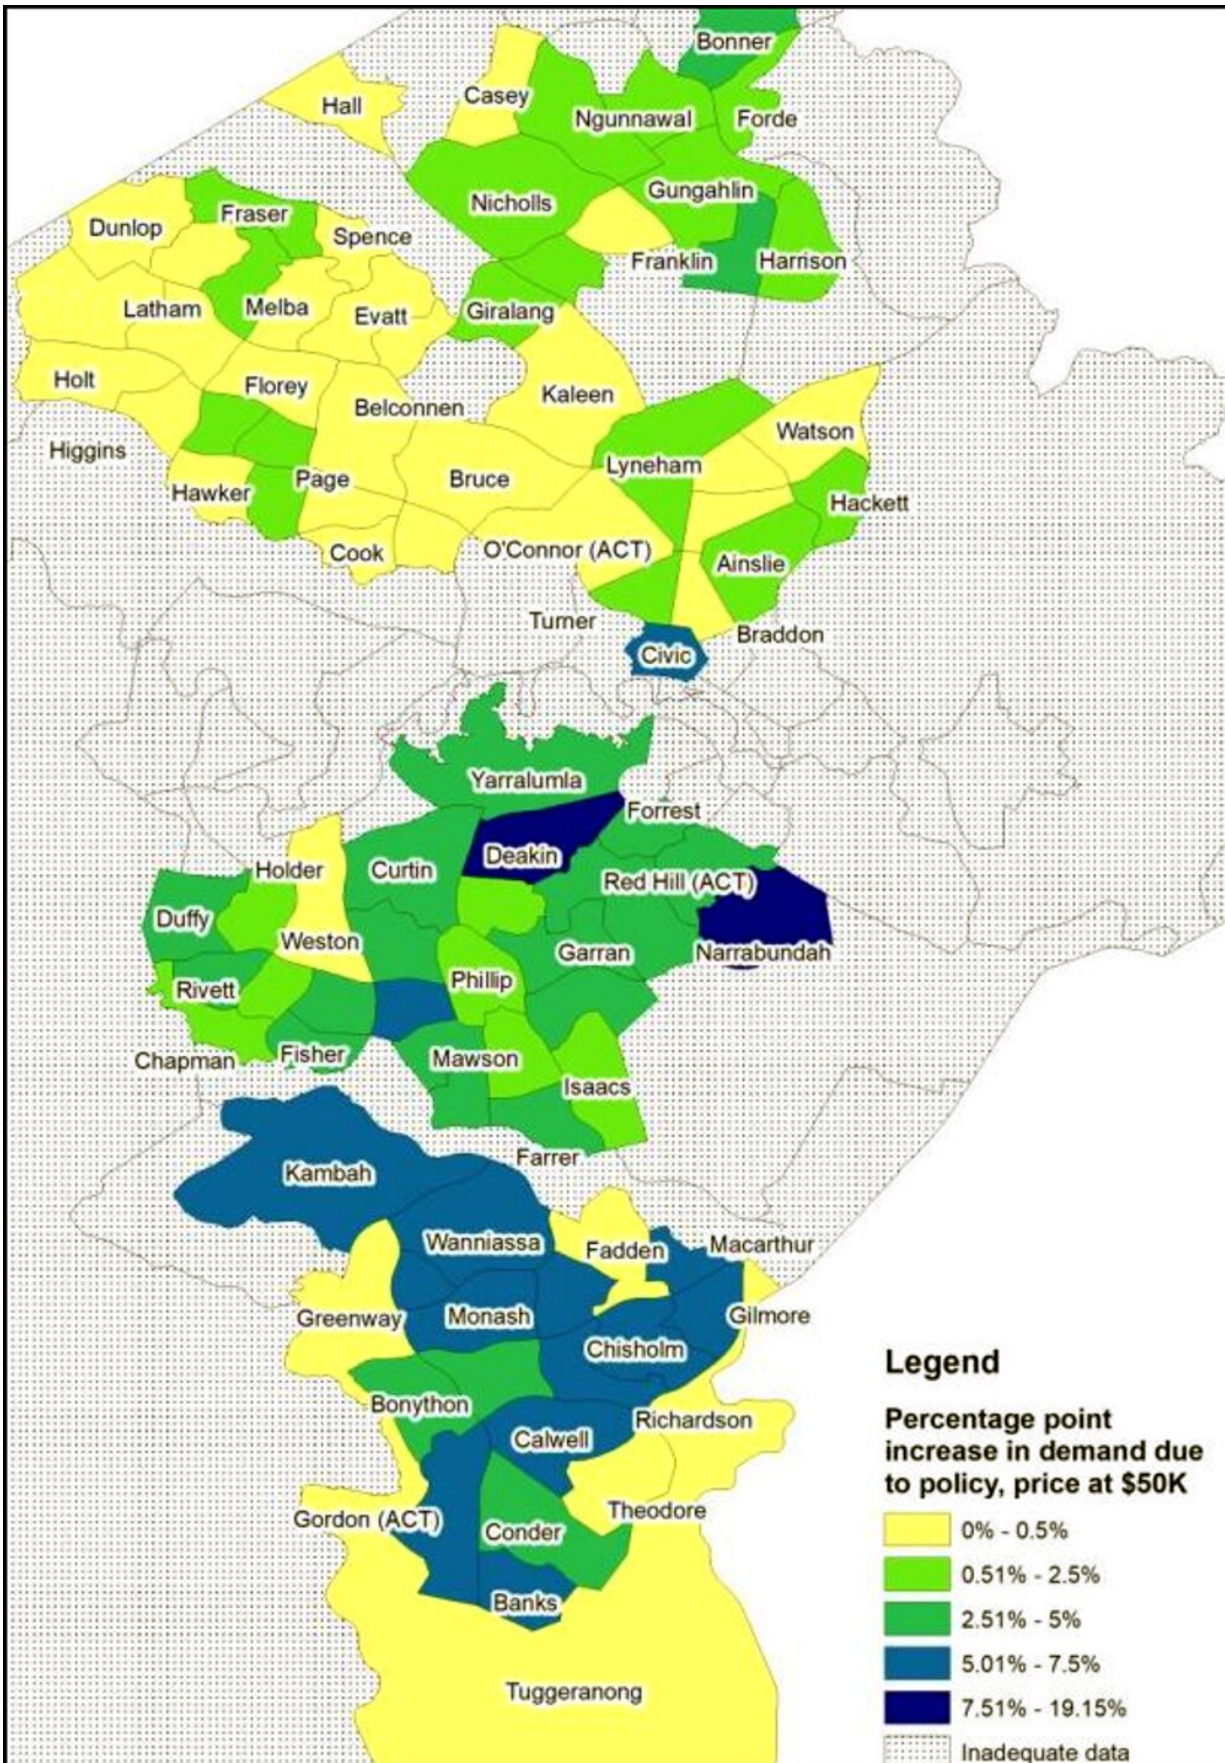 Bonner
Hall
Casey
Ngunnawal
Forde
Nicholls
Gungahlin
Dunlop
Fraser
Spence
Franklin
Harrison
Latham
Melba
Evatt
Giralang
Holt
Florey
Belconnen
Kaleen
Watson
Higgins
Hawker
Page
Bruce
Lyneham
Hackett
Cook
O'Connor (ACT)
Ainslie
Turner
Braddon
Civic
Yarralumla
Forrest
Holder
Curtin
Deakin
Red Hill (ACT)
Duffy
Weston
Garran
Narrabundah
Rivett
Phillip
Chapman
Fisher
Mawson
Isaacs
Kambah
Farrer
Wanniassa
Fadden
Macarthur
Greenway
Monash
Gilmore
Chisholm
Bonython
Calwell
Richardson
Gordon (ACT)
Conder
Theodore
Banks
Tuggeranong
Legend
Percentage point
increase in demand due
to policy, price at $50K
0% - 0.5%
0.51% - 2.5%
2.51% - 5%
5.01% - 7.5%
7.51% - 19.15%
Inadequate data